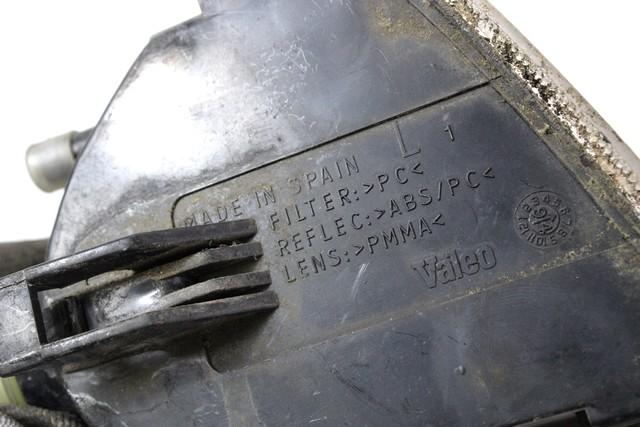 L 1
MADE IN SPAIN
FILTER:>PC<
REFLEC:>ABS/PC<
LENS:>PMMA<
Valeo